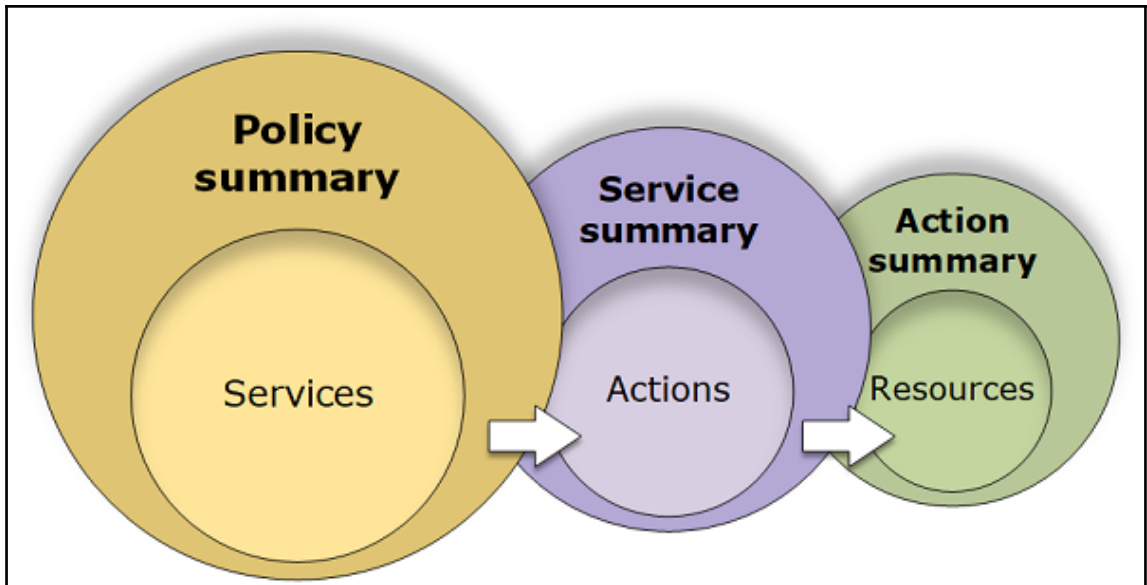 Policy
summary
Services
Service
summary
Actions
Action
summary
Resources